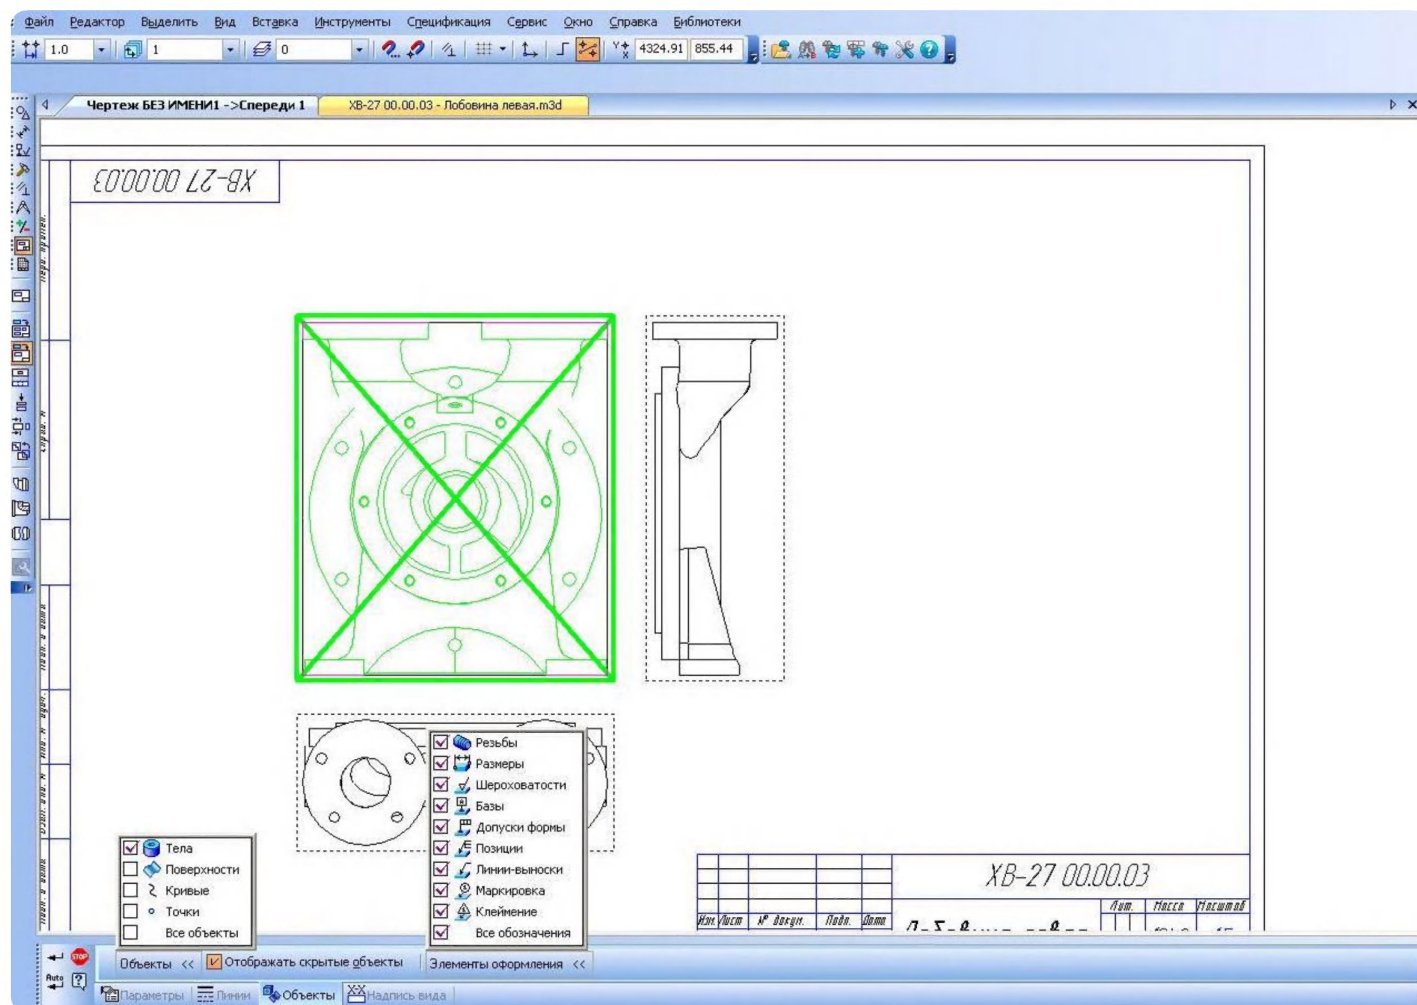 Файл Редактор Выделить Вид Вставка Инструменты Спецификация Сервис Окно Справка Библиотеки
1.0 1 0 4324.91 855.44
Чертеж БЕЗ ИМЕНИ1 ->Спереди 1 ХВ-27 00.00.03 - Лобовина левая.m3d
ХВ-27 00.00.03
Резьбы
Размеры
Шероховатости
Базы
Допуски формы
Позиции
Линии-выноски
Маркировка
Клеймение
Все обозначения
Тела
Поверхности
Кривые
Точки
Все объекты
ХВ-27 00.00.03
Лит. Масса Масштаб
Изм. Лист № докум. Подп. Дата
Объекты << Отображать скрытые объекты Элементы оформления <<
STOP
Auto
Параметры Линии Объекты Надпись вида